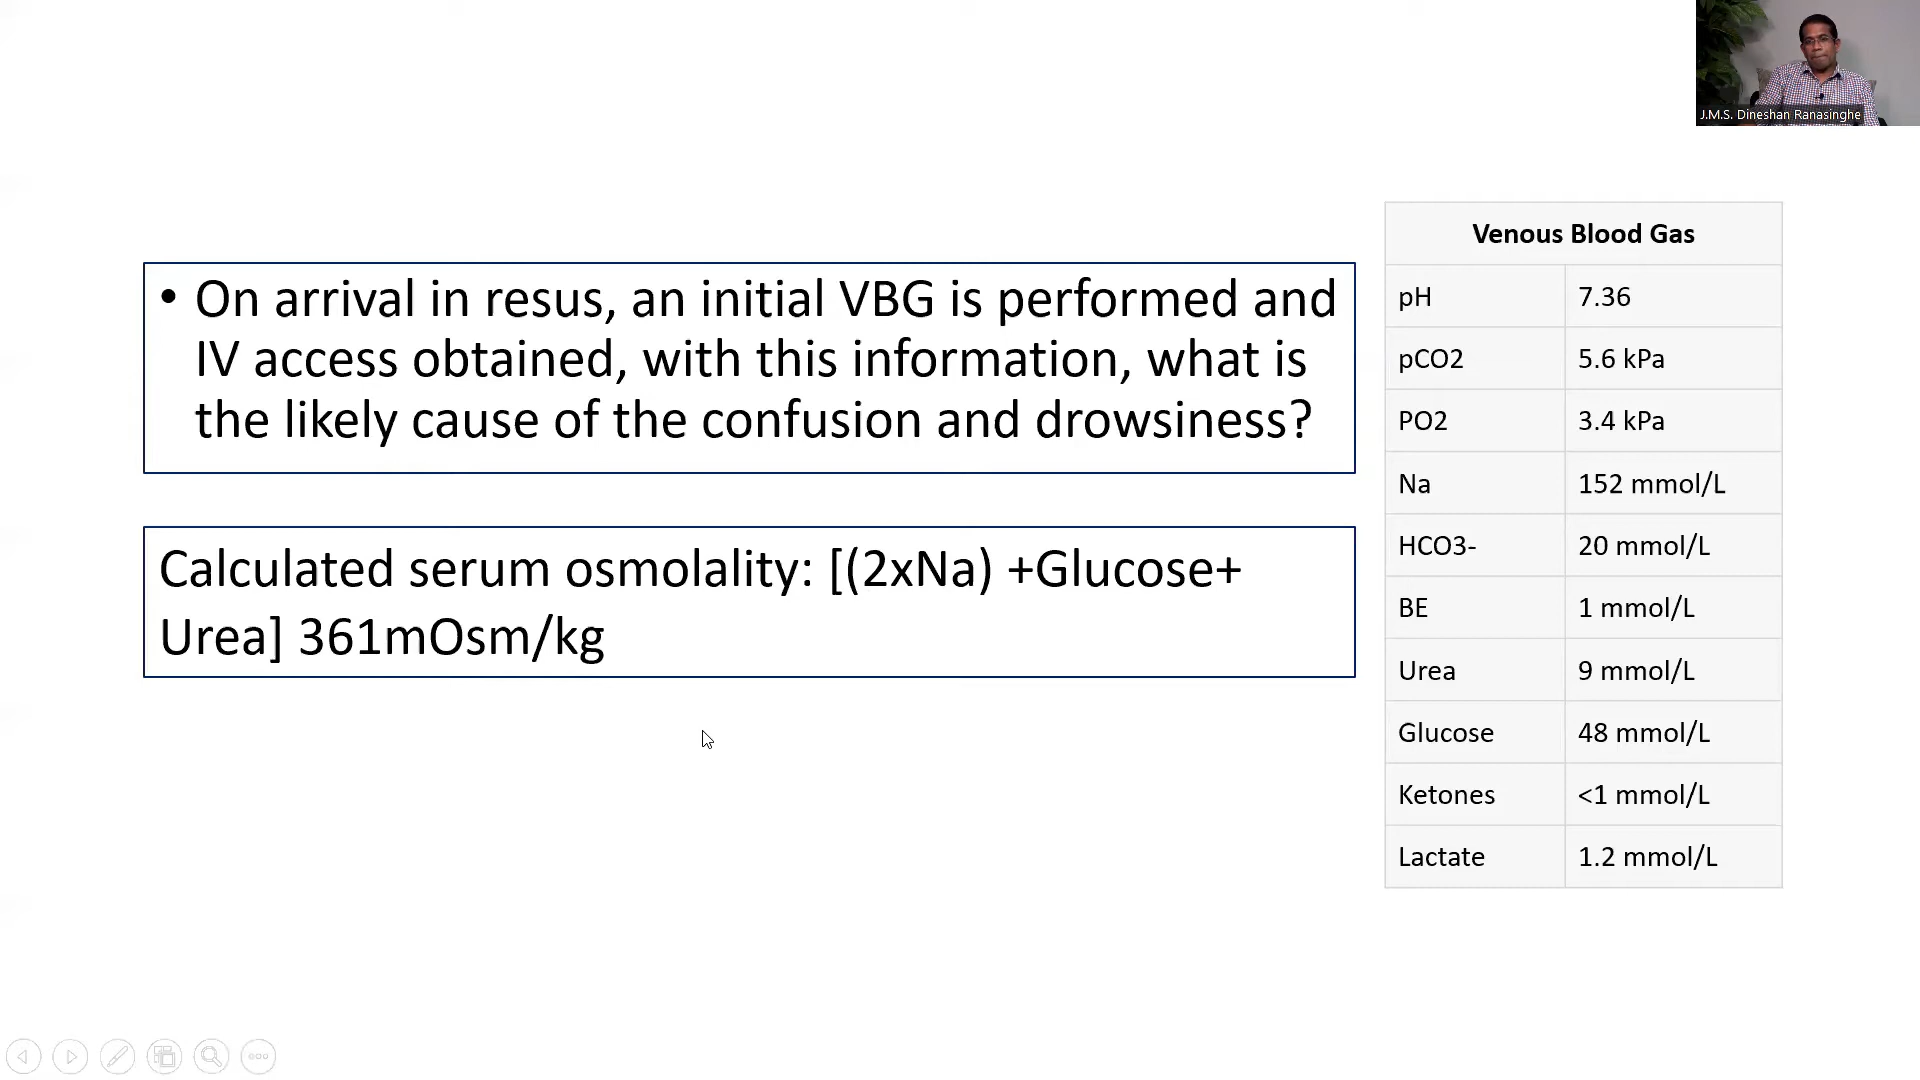 J.M.S. Dineshan Ranasinghe
• On arrival in resus, an initial VBG is performed and
IV access obtained, with this information, what is
the likely cause of the confusion and drowsiness?
Calculated serum osmolality: [(2xNa) +Glucose+
Urea] 361mOsm/kg
Venous Blood Gas
pH 7.36
pCO2 5.6 kPa
PO2 3.4 kPa
Na 152 mmol/L
HCO3- 20 mmol/L
BE 1 mmol/L
Urea 9 mmol/L
Glucose 48 mmol/L
Ketones <1 mmol/L
Lactate 1.2 mmol/L